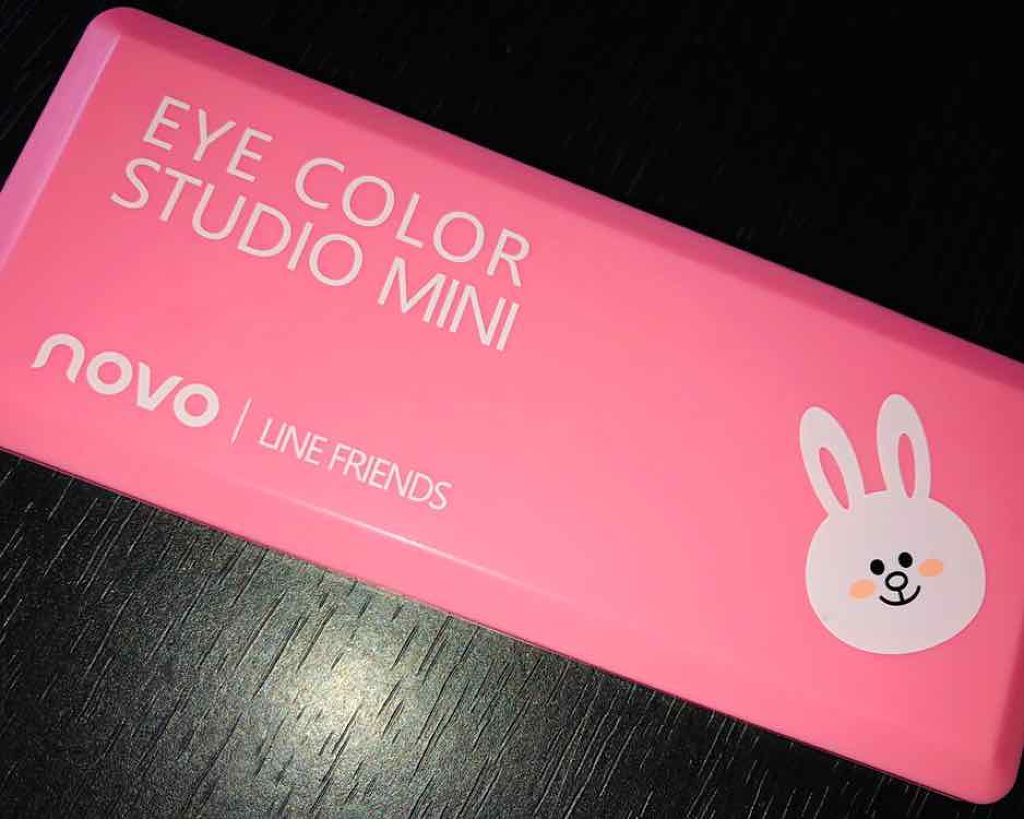 EYE COLOR
STUDIO MINI
novo | LINE FRIENDS